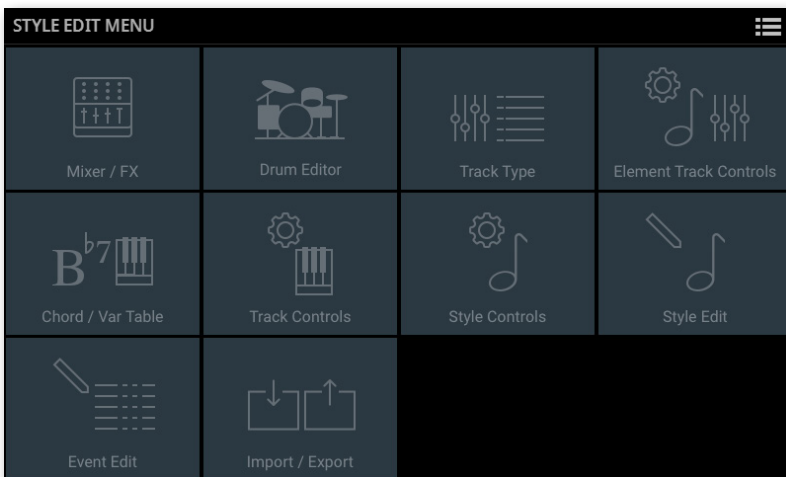 STYLE EDIT MENU
Mixer / FX
Drum Editor
Track Type
Element Track Controls
B♭7
Chord / Var Table
Track Controls
Style Controls
Style Edit
Event Edit
Import / Export